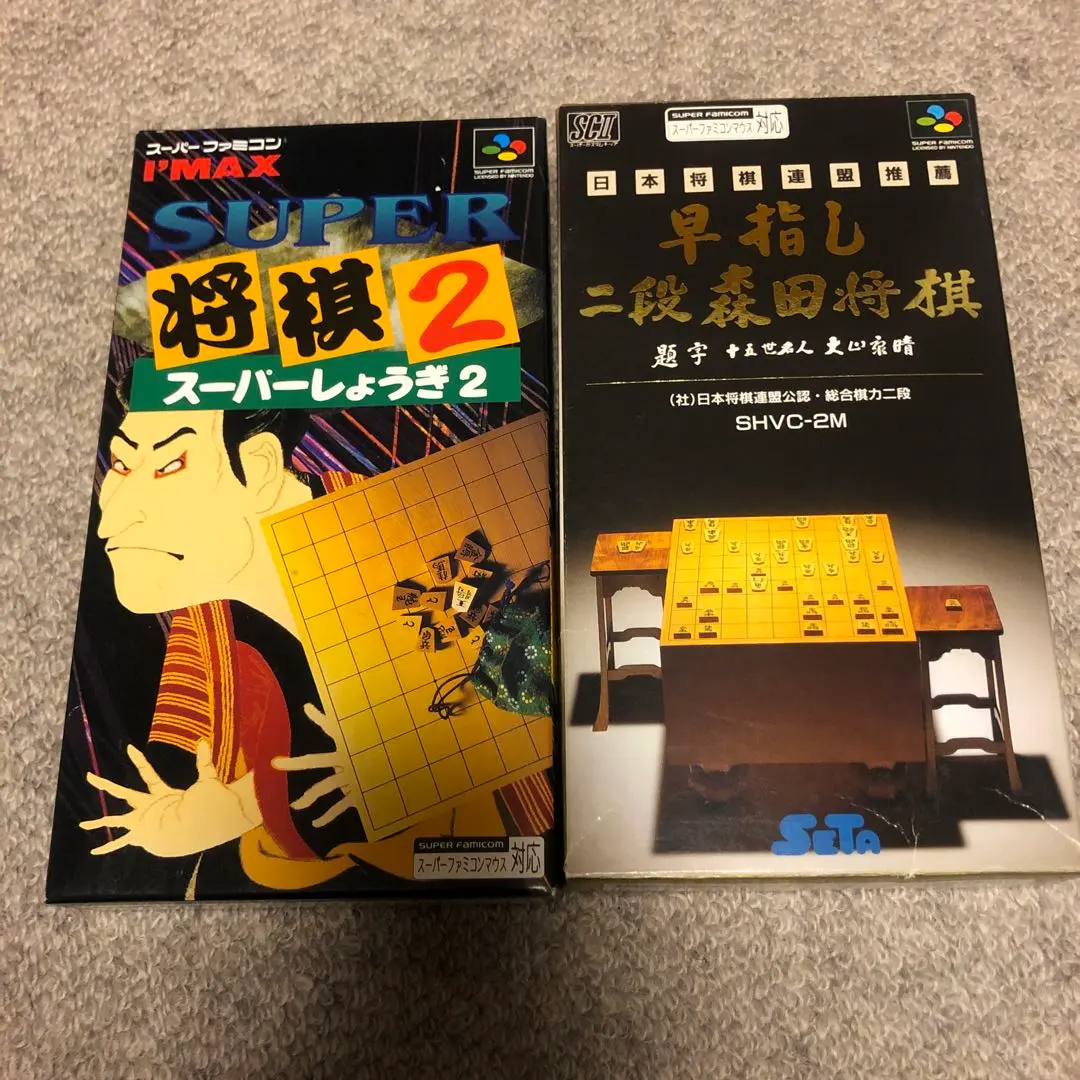 スーパーファミコン
I'MAX
SUPER FAMICOM
LICENSED BY NINTENDO
SUPER
将棋2
スーパーしょうぎ2
SUPER FAMICOM
スーパーファミコンマウス 対応
SCII
SUPER FAMICOM
スーパーファミコンマウス 対応
SUPER FAMICOM
LICENSED BY NINTENDO
日本将棋連盟推薦
早指し
二段森田将棋
題字 十五世名人 大山康晴
(社)日本将棋連盟公認・総合棋力二段
SHVC-2M
SETA